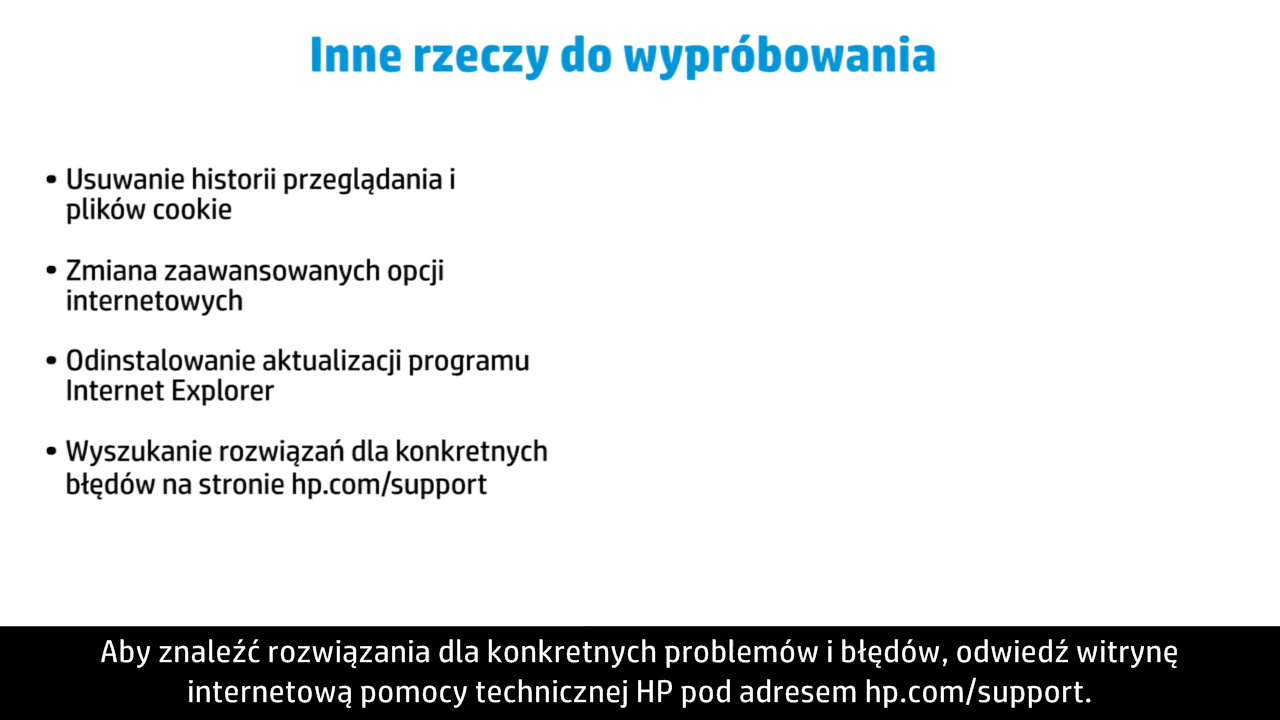 Inne rzeczy do wypróbowania
• Usuwanie historii przeglądania i
plików cookie
• Zmiana zaawansowanych opcji
internetowych
• Odinstalowanie aktualizacji programu
Internet Explorer
• Wyszukanie rozwiązań dla konkretnych
błędów na stronie hp.com/support
Aby znaleźć rozwiązania dla konkretnych problemów i błędów, odwiedź witrynę
internetową pomocy technicznej HP pod adresem hp.com/support.